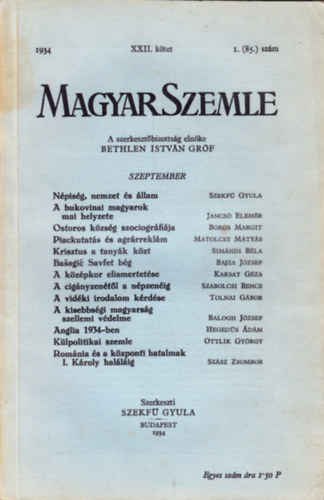 1934 XXII. kötet 1. (85.) szám
MAGYAR SZEMLE
A szerkesztőbizottság elnöke
BETHLEN ISTVÁN GRÓF
SZEPTEMBER
Népiség, nemzet és állam SZEKFŰ GYULA
A bukovinai magyarok
mai helyzete JANCSÓ ELEMÉR
Ostoros község szociográfiája BOROS MARGIT
Piackutatás és agrárreklám MATOLCSY MÁTYÁS
Krisztus a tanyák közt SIMÁNDI BÉLA
Bašagić Savfet bég BAJZA JÓZSEF
A középkor elismertetése KARSAY GÉZA
A cigányzenétől a népzenéig SZABOLCSI BENCE
A vidéki irodalom kérdése TOLNAI GÁBOR
A kisebbségi magyarság
szellemi védelme BALOGH JÓZSEF
Anglia 1934-ben HEGEDŰS ÁDÁM
Külpolitikai szemle OTTLIK GYÖRGY
Románia és a központi hatalmak
I. Károly haláláig SZÁSZ ZSOMBOR
Szerkeszti
SZEKFŰ GYULA
BUDAPEST
1934
Egyes szám ára 1·50 P